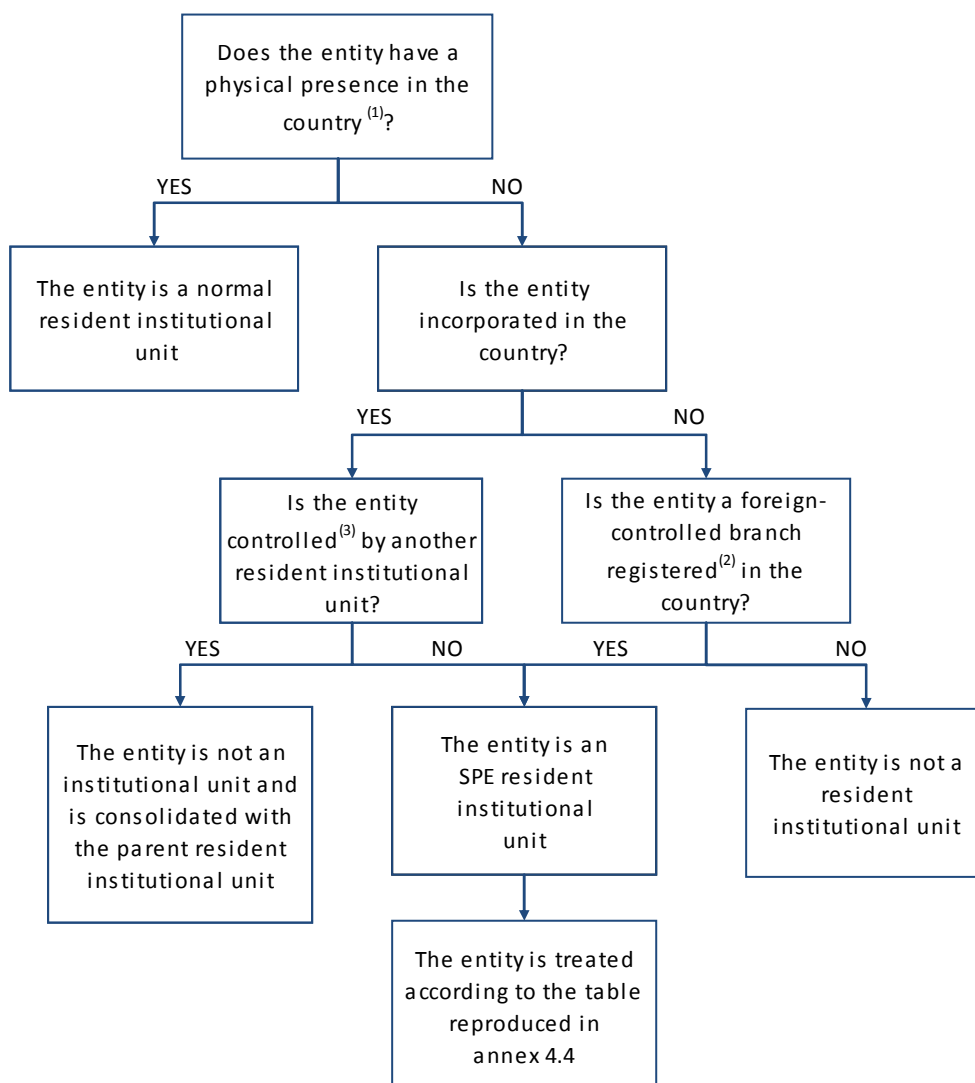 Does the entity have a
physical presence in the
country (1)?
YES
NO
The entity is a normal
resident institutional
unit
Is the entity
incorporated in the
country?
YES
NO
Is the entity
controlled(3) by another
resident institutional
unit?
Is the entity a foreign-
controlled branch
registered(2) in the
country?
YES
NO
YES
NO
The entity is not an
institutional unit and
is consolidated with
the parent resident
institutional unit
The entity is an
SPE resident
institutional
unit
The entity is not a
resident
institutional unit
The entity is treated
according to the table
reproduced in
annex 4.4